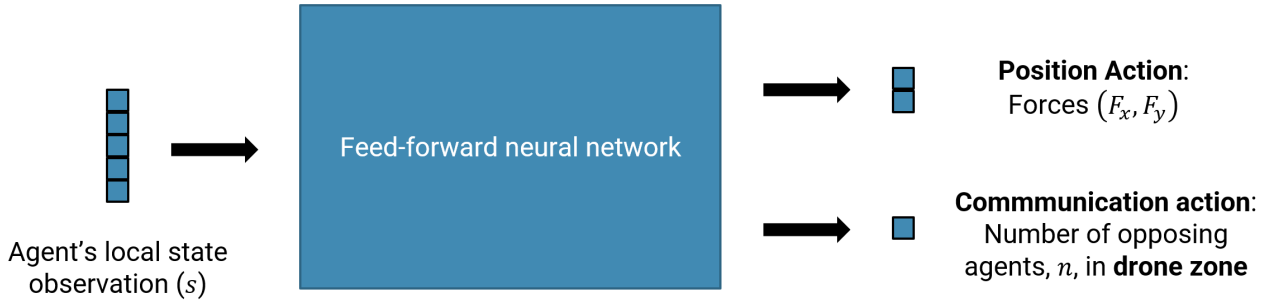 Feed-forward neural network
Agent's local state
observation (s)
Position Action:
Forces (Fₓ, Fᵧ)
Commmunication action:
Number of opposing
agents, n, in drone zone